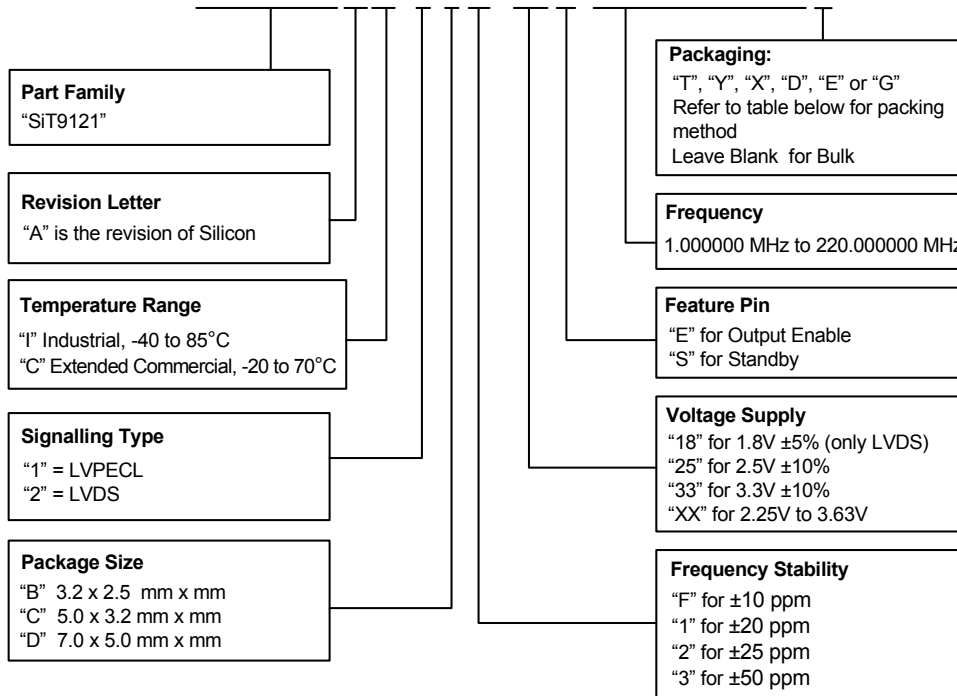 Part Family
“SiT9121”
Revision Letter
“A” is the revision of Silicon
Temperature Range
“I” Industrial, -40 to 85°C
“C” Extended Commercial, -20 to 70°C
Signalling Type
“1” = LVPECL
“2” = LVDS
Package Size
“B” 3.2 x 2.5 mm x mm
“C” 5.0 x 3.2 mm x mm
“D” 7.0 x 5.0 mm x mm
Packaging:
“T”, “Y”, “X”, “D”, “E” or “G”
Refer to table below for packing
method
Leave Blank for Bulk
Frequency
1.000000 MHz to 220.000000 MHz
Feature Pin
“E” for Output Enable
“S” for Standby
Voltage Supply
“18” for 1.8V ±5% (only LVDS)
“25” for 2.5V ±10%
“33” for 3.3V ±10%
“XX” for 2.25V to 3.63V
Frequency Stability
“F” for ±10 ppm
“1” for ±20 ppm
“2” for ±25 ppm
“3” for ±50 ppm